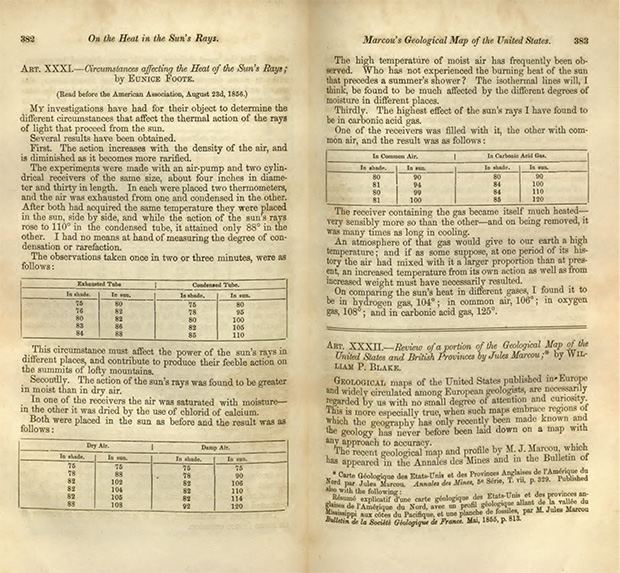 382
On the Heat in the Sun's Rays.
ART. XXXI.—Circumstances affecting the Heat of the Sun's Rays;
by EUNICE FOOTE.
(Read before the American Association, August 23d, 1856.)
MY investigations have had for their object to determine the
different circumstances that affect the thermal action of the rays
of light that proceed from the sun.
Several results have been obtained.
First. The action increases with the density of the air, and
is diminished as it becomes more rarified.
The experiments were made with an air-pump and two cylin-
drical receivers of the same size, about four inches in diame-
ter and thirty in length. In each were placed two thermometers,
and the air was exhausted from one and condensed in the other.
After both had acquired the same temperature they were placed
in the sun, side by side, and while the action of the sun's rays
rose to 110° in the condensed tube, it attained only 88° in the
other. I had no means at hand of measuring the degree of con-
densation or rarefaction.
The observations taken once in two or three minutes, were as
follows:
Exhausted Tube Condensed Tube.
In shade. In sun. In shade. In sun.
75 80 75 80
76 82 78 95
80 82 80 100
83 86 82 105
84 88 85 110
This circumstance must affect the power of the sun's rays in
different places, and contribute to produce their feeble action on
the summits of lofty mountains.
Secondly. The action of the sun's rays was found to be greater
in moist than in dry air.
In one of the receivers the air was saturated with moisture—
in the other it was dried by the use of chlorid of calcium.
Both were placed in the sun as before and the result was as
follows:
Dry Air. Damp Air.
In shade. In sun. In shade. In sun.
75 75 75 75
78 88 78 90
82 102 82 106
82 104 82 110
82 105 82 114
88 108 92 120
Marcou's Geological Map of the United States.
383
The high temperature of moist air has frequently been ob-
served. Who has not experienced the burning heat of the sun
that precedes a summer's shower? The isothermal lines will, I
think, be found to be much affected by the different degrees of
moisture in different places.
Thirdly. The highest effect of the sun's rays I have found to
be in carbonic acid gas.
One of the receivers was filled with it, the other with com-
mon air, and the result was as follows:
In Common Air. In Carbonic Acid Gas.
In shade. In sun. In shade. In sun.
80 90 80 90
81 94 84 100
80 99 84 110
81 100 85 120
The receiver containing the gas became itself much heated—
very sensibly more so than the other—and on being removed, it
was many times as long in cooling.
An atmosphere of that gas would give to our earth a high
temperature; and if as some suppose, at one period of its his-
tory the air had mixed with it a larger proportion than at pres-
ent, an increased temperature from its own action as well as from
increased weight must have necessarily resulted.
On comparing the sun's heat in different gases, I found it to
be in hydrogen gas, 104°; in common air, 106°; in oxygen
gas, 108°; and in carbonic acid gas, 125°.
ART. XXXII.—Review of a portion of the Geological Map of the
United States and British Provinces by Jules Marcou;* by WIL-
LIAM P. BLAKE.
GEOLOGICAL maps of the United States published in Europe
and widely circulated among European geologists, are necessarily
regarded by us with no small degree of attention and curiosity.
This is more especially true, when such maps embrace regions of
which the geography has only recently been made known and
the geology has never before been laid down on a map with
any approach to accuracy.
The recent geological map and profile by M. J. Marcou, which
has appeared in the Annales des Mines and in the Bulletin of
* Carte Géologique des Etats-Unis et des Provinces Anglaises de l'Amérique du
Nord par Jules Marcou. Annales des Mines, 5e Série, T. vii, p. 329. Published
also with the following:
Résumé explicatif d'une carte géologique des Etats-Unis et des provinces an-
glaises de l'Amérique du Nord, avec un profil géologique allant de la vallée du
Mississippi aux côtes du Pacifique, et une planche de fossiles, par M. Jules Marcou
Bulletin de la Société Géologique de France. Mai, 1855, p. 813.